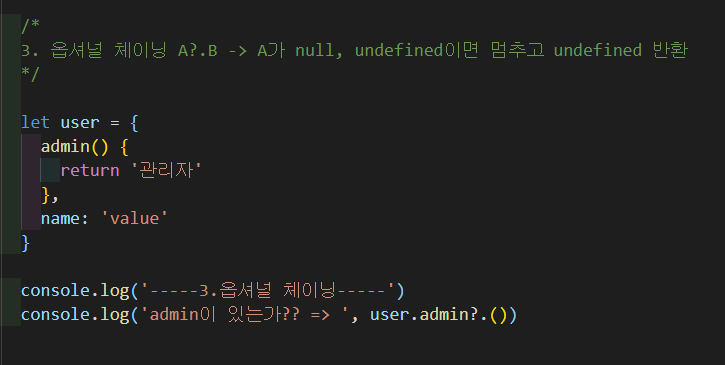 /*
3. 옵셔널 체이닝 A?.B -> A가 null, undefined이면 멈추고 undefined 반환
*/
let user = {
admin() {
return '관리자'
},
name: 'value'
}
console.log('-----3.옵셔널 체이닝-----')
console.log('admin이 있는가?? => ', user.admin?.())